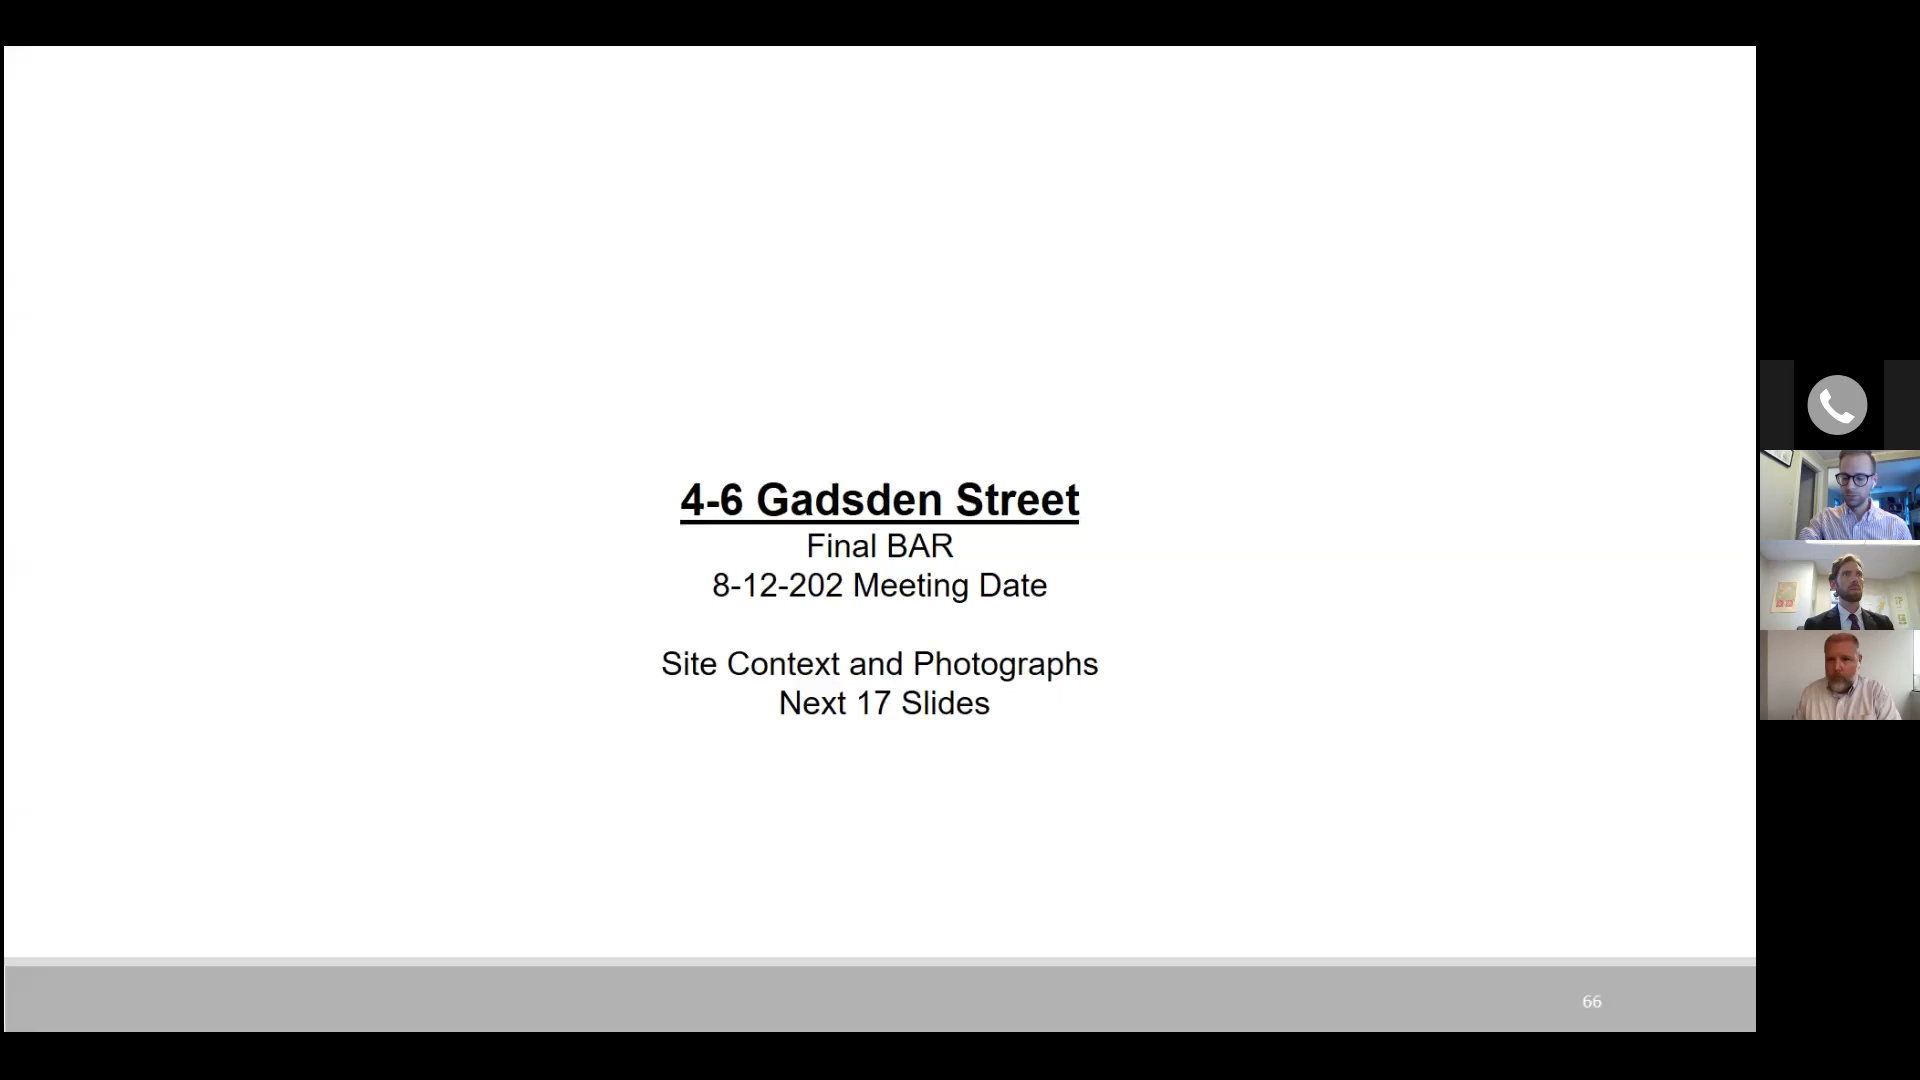 4-6 Gadsden Street
Final BAR
8-12-202 Meeting Date
Site Context and Photographs
Next 17 Slides
66